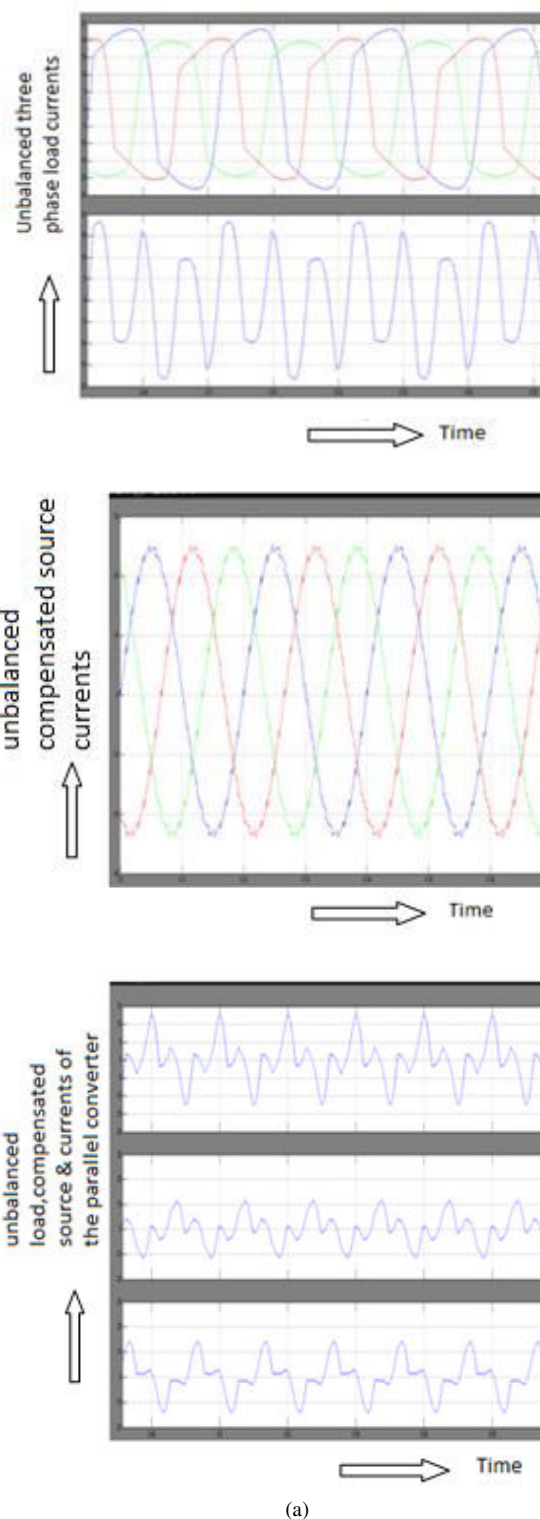 Unbalanced three
phase load currents
Time
unbalanced
compensated source
currents
Time
unbalanced
load,compensated
source & currents of
the parallel converter
Time
(a)